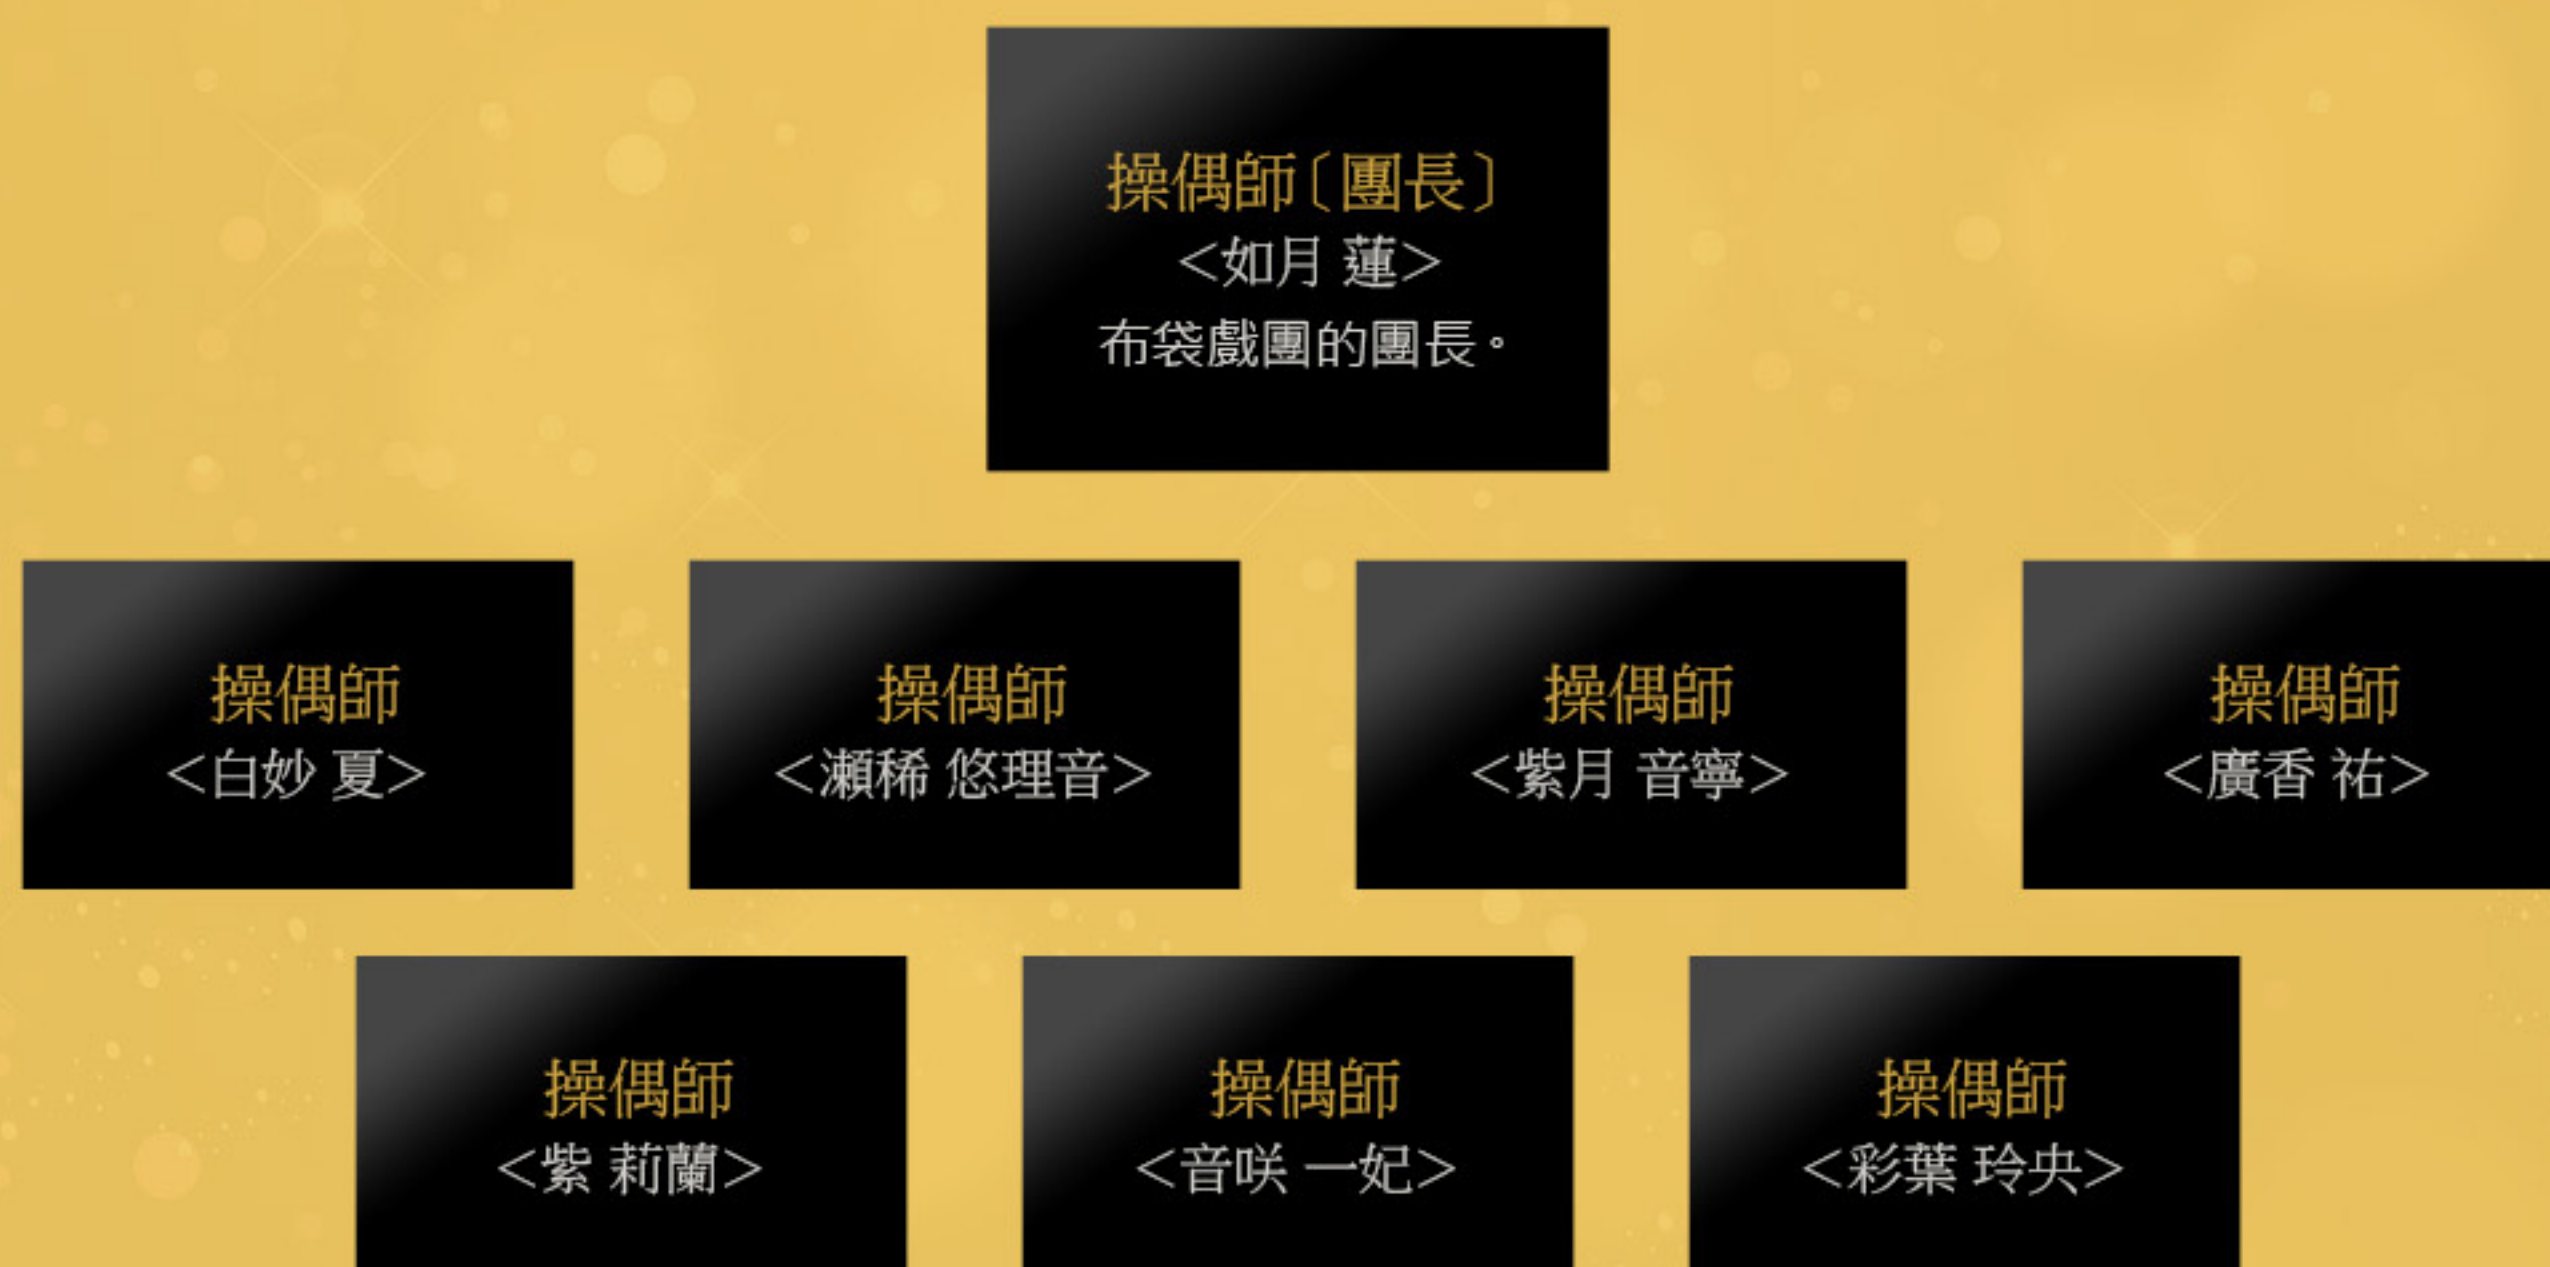 操偶師〔團長〕
<如月 蓮>
布袋戲團的團長。
操偶師
<白妙 夏>
操偶師
<瀬稀 悠理音>
操偶師
<紫月 音寧>
操偶師
<廣香 祐>
操偶師
<紫 莉蘭>
操偶師
<音咲 一妃>
操偶師
<彩葉 玲央>